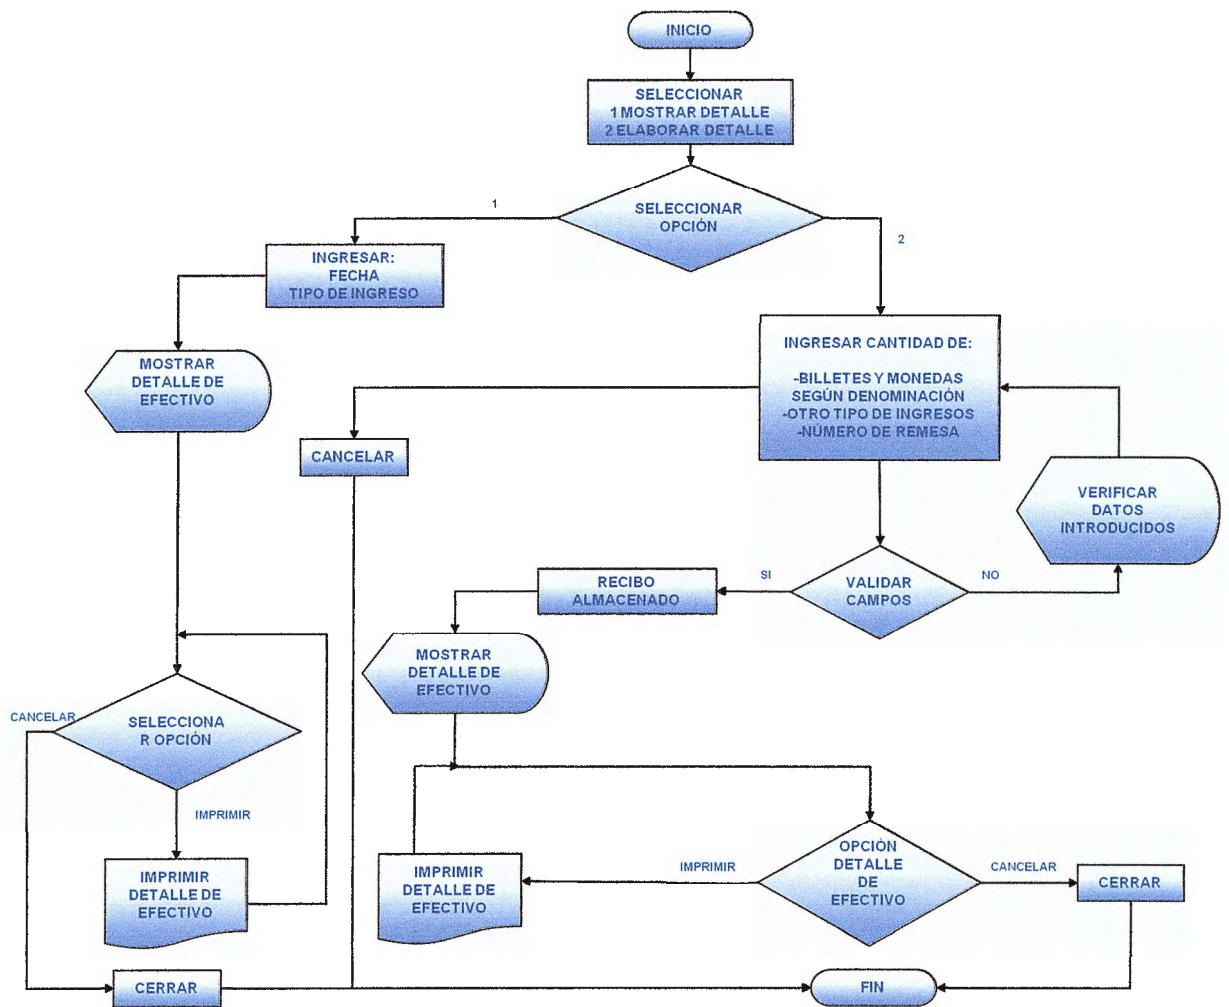 INICIO
SELECCIONAR
1 MOSTRAR DETALLE
2 ELABORAR DETALLE
SELECCIONAR
OPCIÓN
1
2
INGRESAR:
FECHA
TIPO DE INGRESO
MOSTRAR
DETALLE DE
EFECTIVO
INGRESAR CANTIDAD DE:
-BILLETES Y MONEDAS
SEGÚN DENOMINACIÓN
-OTRO TIPO DE INGRESOS
-NÚMERO DE REMESA
CANCELAR
VERIFICAR
DATOS
INTRODUCIDOS
VALIDAR
CAMPOS
SI
NO
RECIBO
ALMACENADO
MOSTRAR
DETALLE DE
EFECTIVO
CANCELAR
SELECCIONA
R OPCIÓN
IMPRIMIR
IMPRIMIR
DETALLE DE
EFECTIVO
IMPRIMIR
DETALLE DE
EFECTIVO
IMPRIMIR
OPCIÓN
DETALLE
DE
EFECTIVO
CANCELAR
CERRAR
CERRAR
FIN